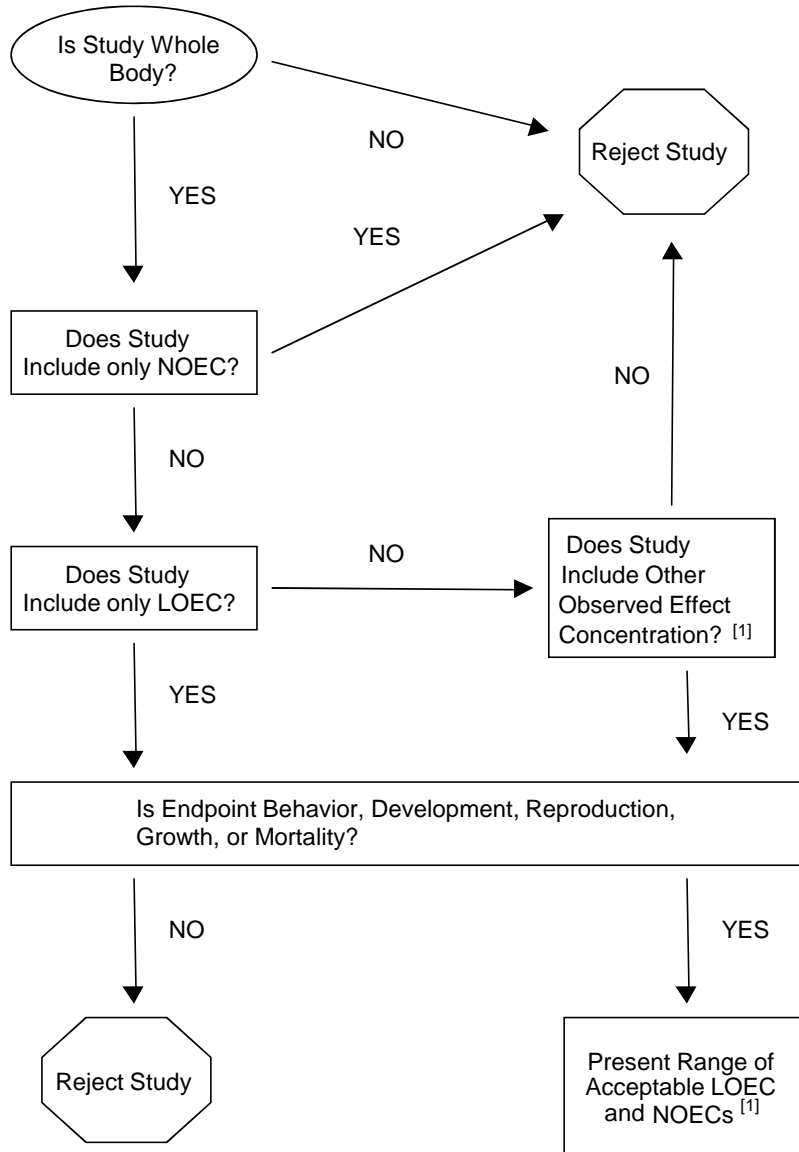 Is Study Whole
Body?
NO
Reject Study
YES
YES
Does Study
Include only NOEC?
NO
NO
Does Study
Include only LOEC?
NO
Does Study
Include Other
Observed Effect
Concentration? [1]
YES
YES
Is Endpoint Behavior, Development, Reproduction,
Growth, or Mortality?
NO
YES
Reject Study
Present Range of
Acceptable LOEC
and NOECs [1]